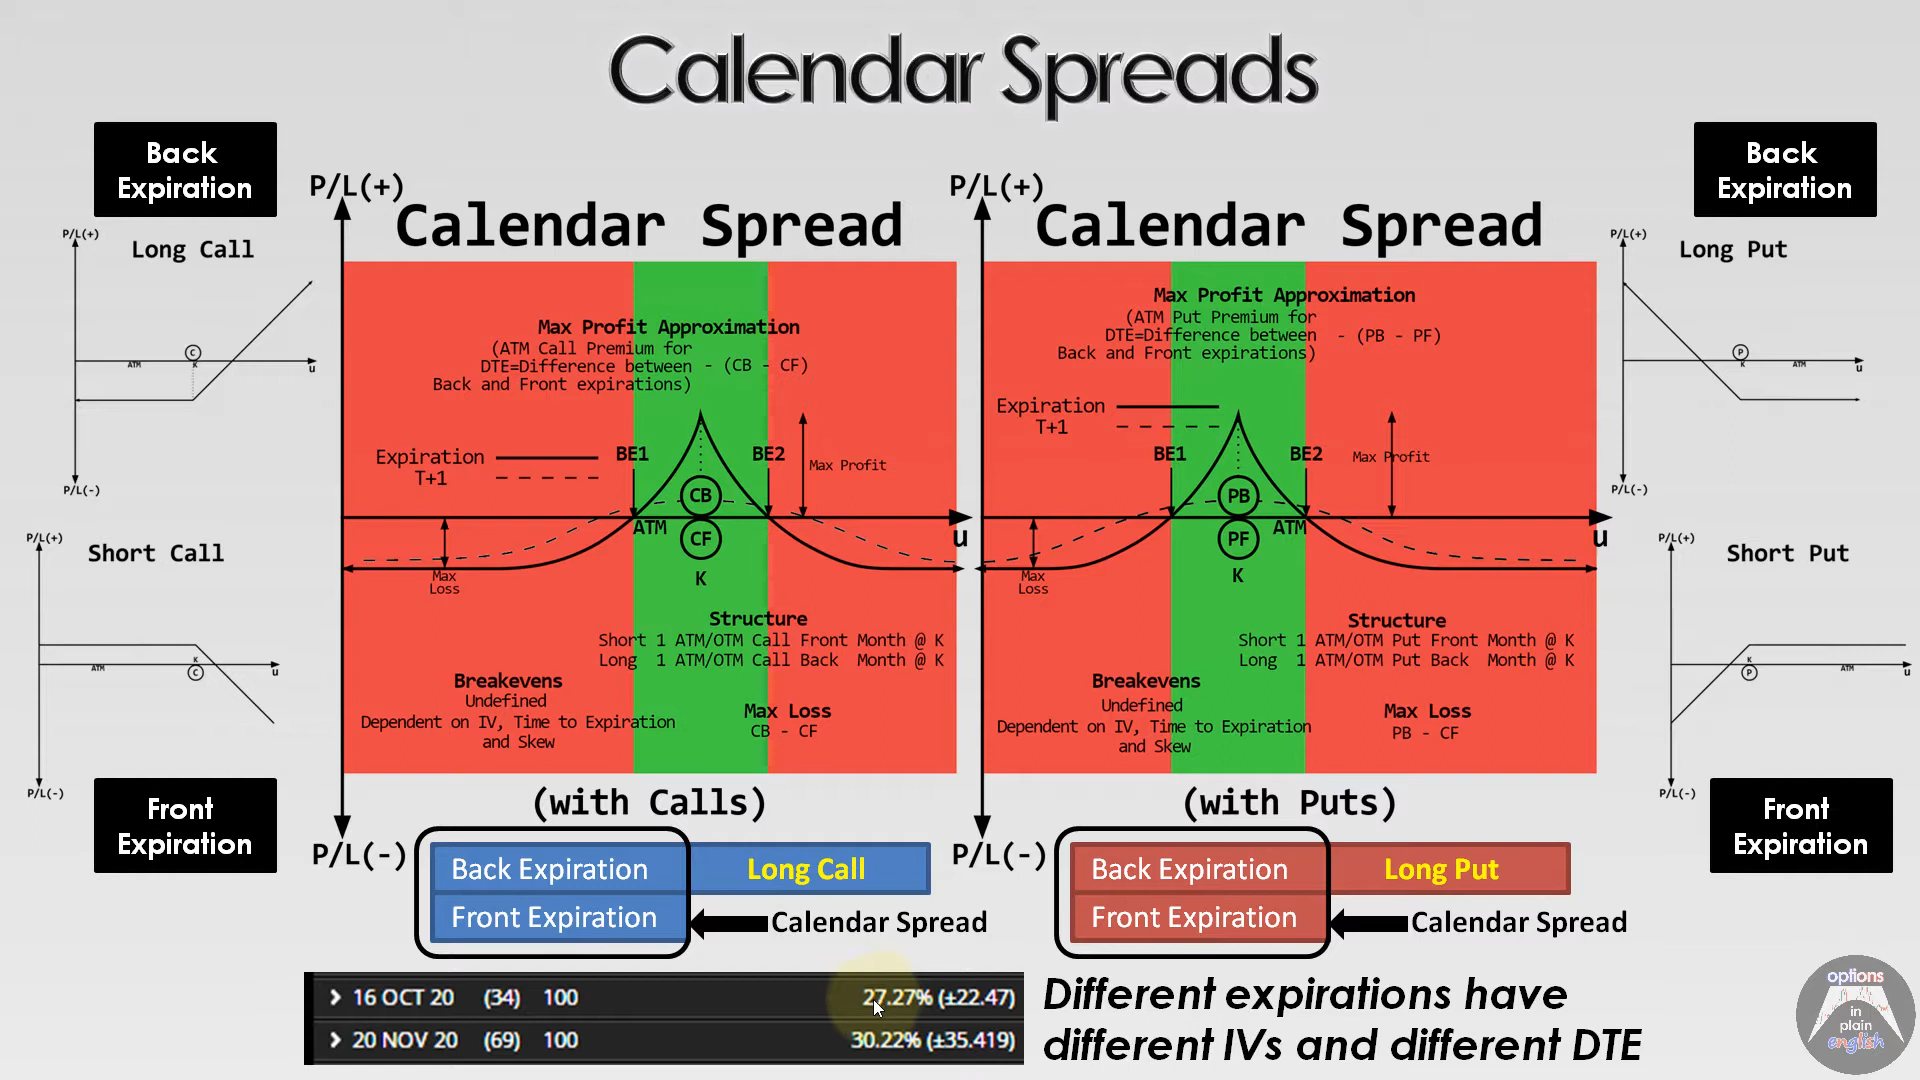 Calendar Spreads
Back
Expiration
P/L(+)
Long Call
C
ATM
K
u
P/L(-)
P/L(+)
Short Call
K
ATM
C
u
P/L(-)
Front
Expiration
P/L(+)
Calendar Spread
Max Profit Approximation
(ATM Call Premium for
DTE=Difference between - (CB - CF)
Back and Front expirations)
Expiration
T+1
BE1
BE2
Max Profit
CB
ATM
CF
u
K
Max
Loss
Structure
Short 1 ATM/OTM Call Front Month @ K
Long 1 ATM/OTM Call Back Month @ K
Breakevens
Undefined
Dependent on IV, Time to Expiration
and Skew
Max Loss
CB - CF
(with Calls)
P/L(-)
Back Expiration
Long Call
Front Expiration
Calendar Spread
P/L(+)
Calendar Spread
Max Profit Approximation
(ATM Put Premium for
DTE=Difference between - (PB - PF)
Back and Front expirations)
Expiration
T+1
BE1
BE2
Max Profit
PB
ATM
PF
u
K
Max
Loss
Structure
Short 1 ATM/OTM Put Front Month @ K
Long 1 ATM/OTM Put Back Month @ K
Breakevens
Undefined
Dependent on IV, Time to Expiration
and Skew
Max Loss
PB - CF
(with Puts)
P/L(-)
Back Expiration
Long Put
Front Expiration
Calendar Spread
Back
Expiration
P/L(+)
Long Put
P
K
ATM
u
P/L(-)
P/L(+)
Short Put
K
P
ATM
u
P/L(-)
Front
Expiration
16 OCT 20 (34) 100 27.27% (±22.47)
20 NOV 20 (69) 100 30.22% (±35.419)
Different expirations have
different IVs and different DTE
options
in
plain
english